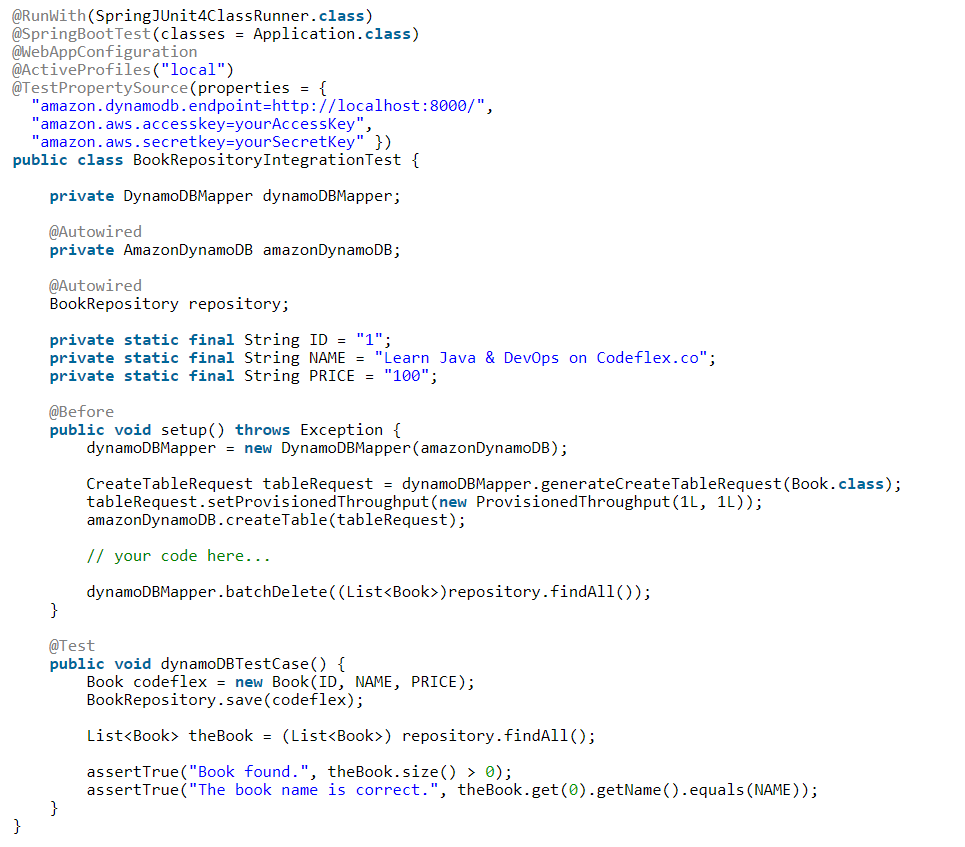 @RunWith(SpringJUnit4ClassRunner.class)
@SpringBootTest(classes = Application.class)
@WebAppConfiguration
@ActiveProfiles("local")
@TestPropertySource(properties = {
  "amazon.dynamodb.endpoint=http://localhost:8000/",
  "amazon.aws.accesskey=yourAccessKey",
  "amazon.aws.secretkey=yourSecretKey" })
public class BookRepositoryIntegrationTest {

    private DynamoDBMapper dynamoDBMapper;

    @Autowired
    private AmazonDynamoDB amazonDynamoDB;

    @Autowired
    BookRepository repository;

    private static final String ID = "1";
    private static final String NAME = "Learn Java & DevOps on Codeflex.co";
    private static final String PRICE = "100";

    @Before
    public void setup() throws Exception {
        dynamoDBMapper = new DynamoDBMapper(amazonDynamoDB);

        CreateTableRequest tableRequest = dynamoDBMapper.generateCreateTableRequest(Book.class);
        tableRequest.setProvisionedThroughput(new ProvisionedThroughput(1L, 1L));
        amazonDynamoDB.createTable(tableRequest);

        // your code here...

        dynamoDBMapper.batchDelete((List<Book>)repository.findAll());
    }

    @Test
    public void dynamoDBTestCase() {
        Book codeflex = new Book(ID, NAME, PRICE);
        BookRepository.save(codeflex);

        List<Book> theBook = (List<Book>) repository.findAll();

        assertTrue("Book found.", theBook.size() > 0);
        assertTrue("The book name is correct.", theBook.get(0).getName().equals(NAME));
    }
}